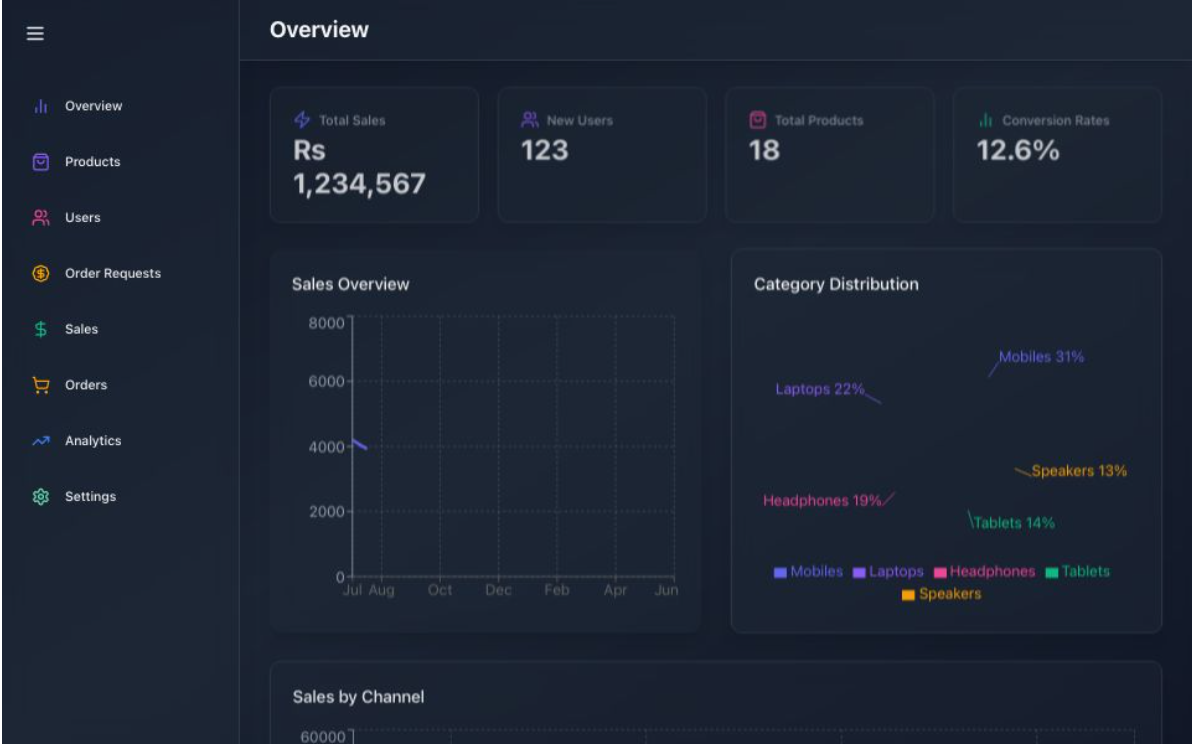 Overview
Overview
Products
Users
Order Requests
Sales
Orders
Analytics
Settings
Total Sales
Rs
1,234,567
New Users
123
Total Products
18
Conversion Rates
12.6%
Sales Overview
8000
6000
4000
2000
0
Jul Aug Oct Dec Feb Apr Jun
Category Distribution
Mobiles 31%
Laptops 22%
Speakers 13%
Headphones 19%
Tablets 14%
Mobiles Laptops Headphones Tablets
Speakers
Sales by Channel
60000